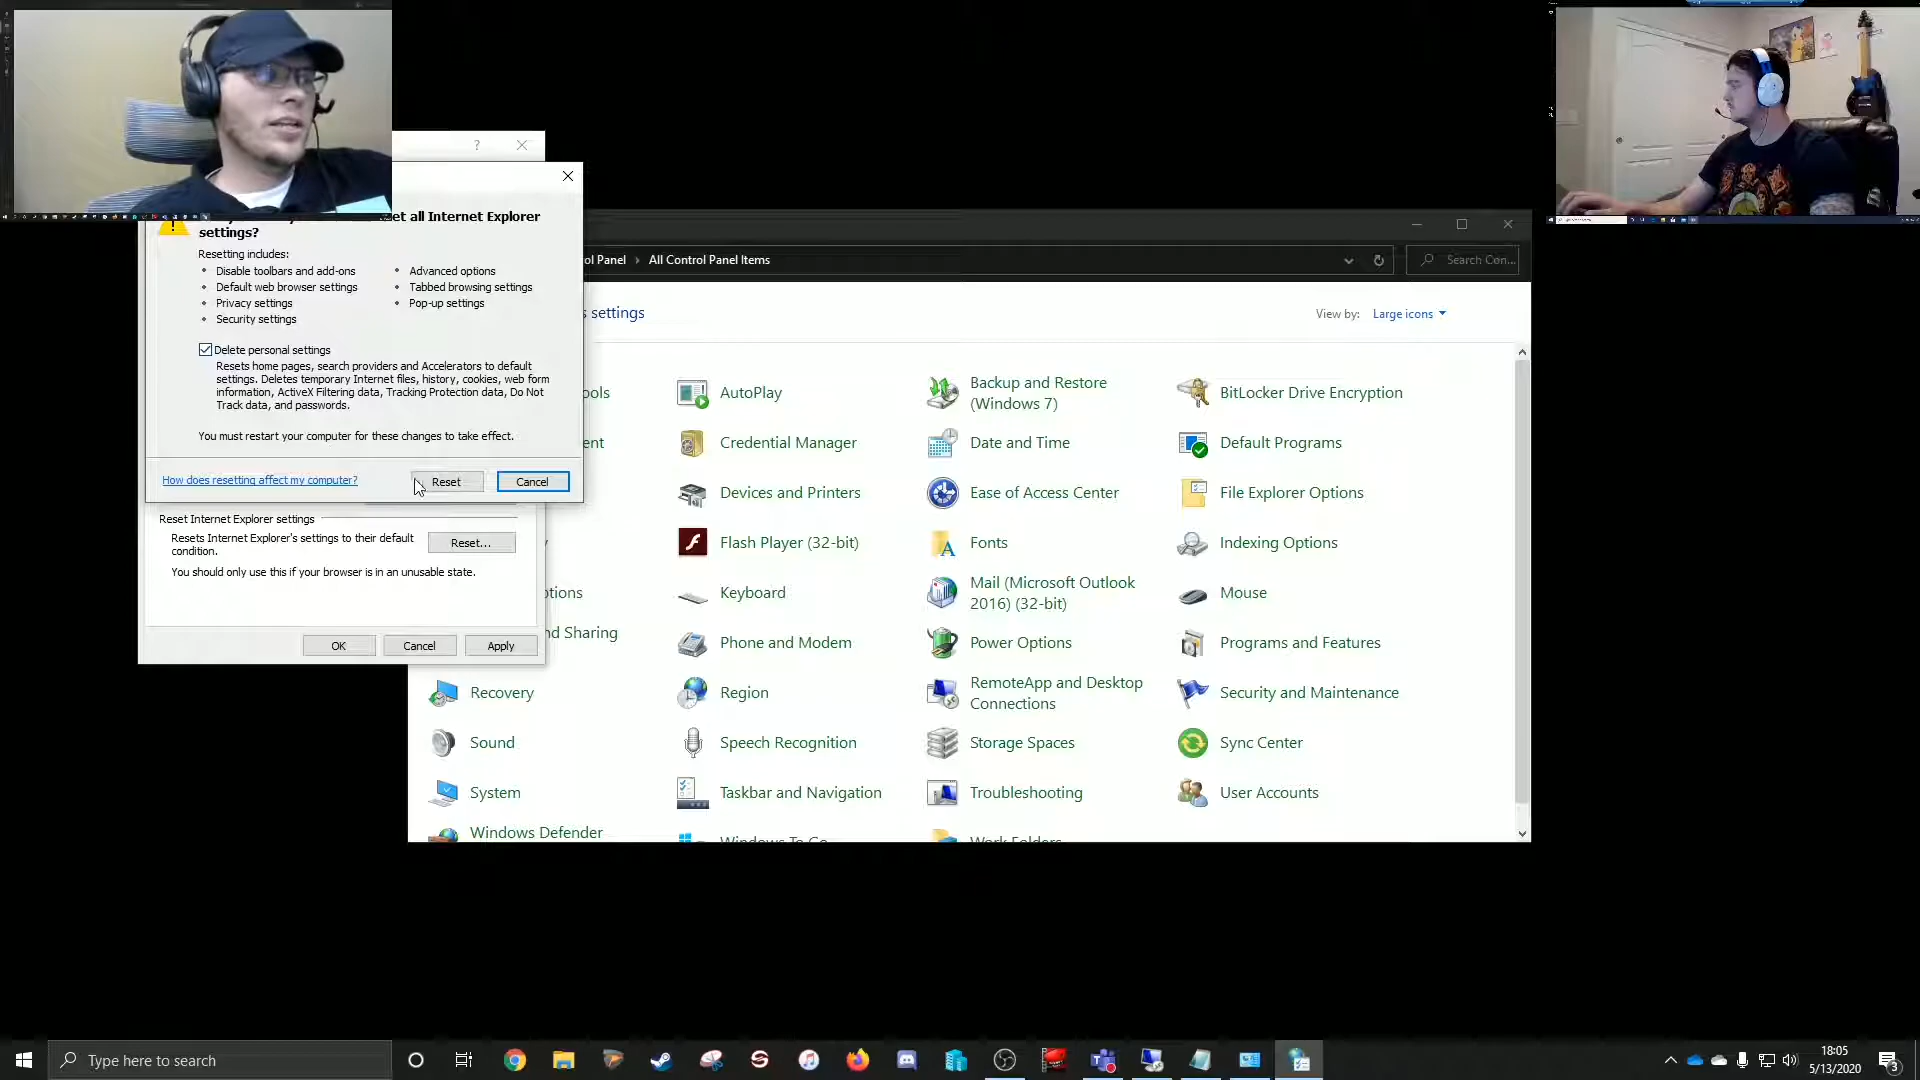 et all Internet Explorer
settings?
Resetting includes:
Disable toolbars and add-ons
Default web browser settings
Privacy settings
Security settings
Advanced options
Tabbed browsing settings
Pop-up settings
Delete personal settings
Resets home pages, search providers and Accelerators to default
settings. Deletes temporary Internet files, history, cookies, web form
information, ActiveX Filtering data, Tracking Protection data, Do Not
Track data, and passwords.
You must restart your computer for these changes to take effect.
How does resetting affect my computer?
Reset
Cancel
Reset Internet Explorer settings
Resets Internet Explorer's settings to their default
condition.
Reset...
You should only use this if your browser is in an unusable state.
OK
Cancel
Apply
ol Panel
All Control Panel Items
Search Con...
s settings
View by:
Large icons
ools
AutoPlay
Backup and Restore
(Windows 7)
BitLocker Drive Encryption
ent
Credential Manager
Date and Time
Default Programs
Devices and Printers
Ease of Access Center
File Explorer Options
y
Flash Player (32-bit)
Fonts
Indexing Options
ptions
Keyboard
Mail (Microsoft Outlook
2016) (32-bit)
Mouse
nd Sharing
Phone and Modem
Power Options
Programs and Features
Recovery
Region
RemoteApp and Desktop
Connections
Security and Maintenance
Sound
Speech Recognition
Storage Spaces
Sync Center
System
Taskbar and Navigation
Troubleshooting
User Accounts
Windows Defender
Windows To Go
Work Folders
Type here to search
18:05
5/13/2020
3